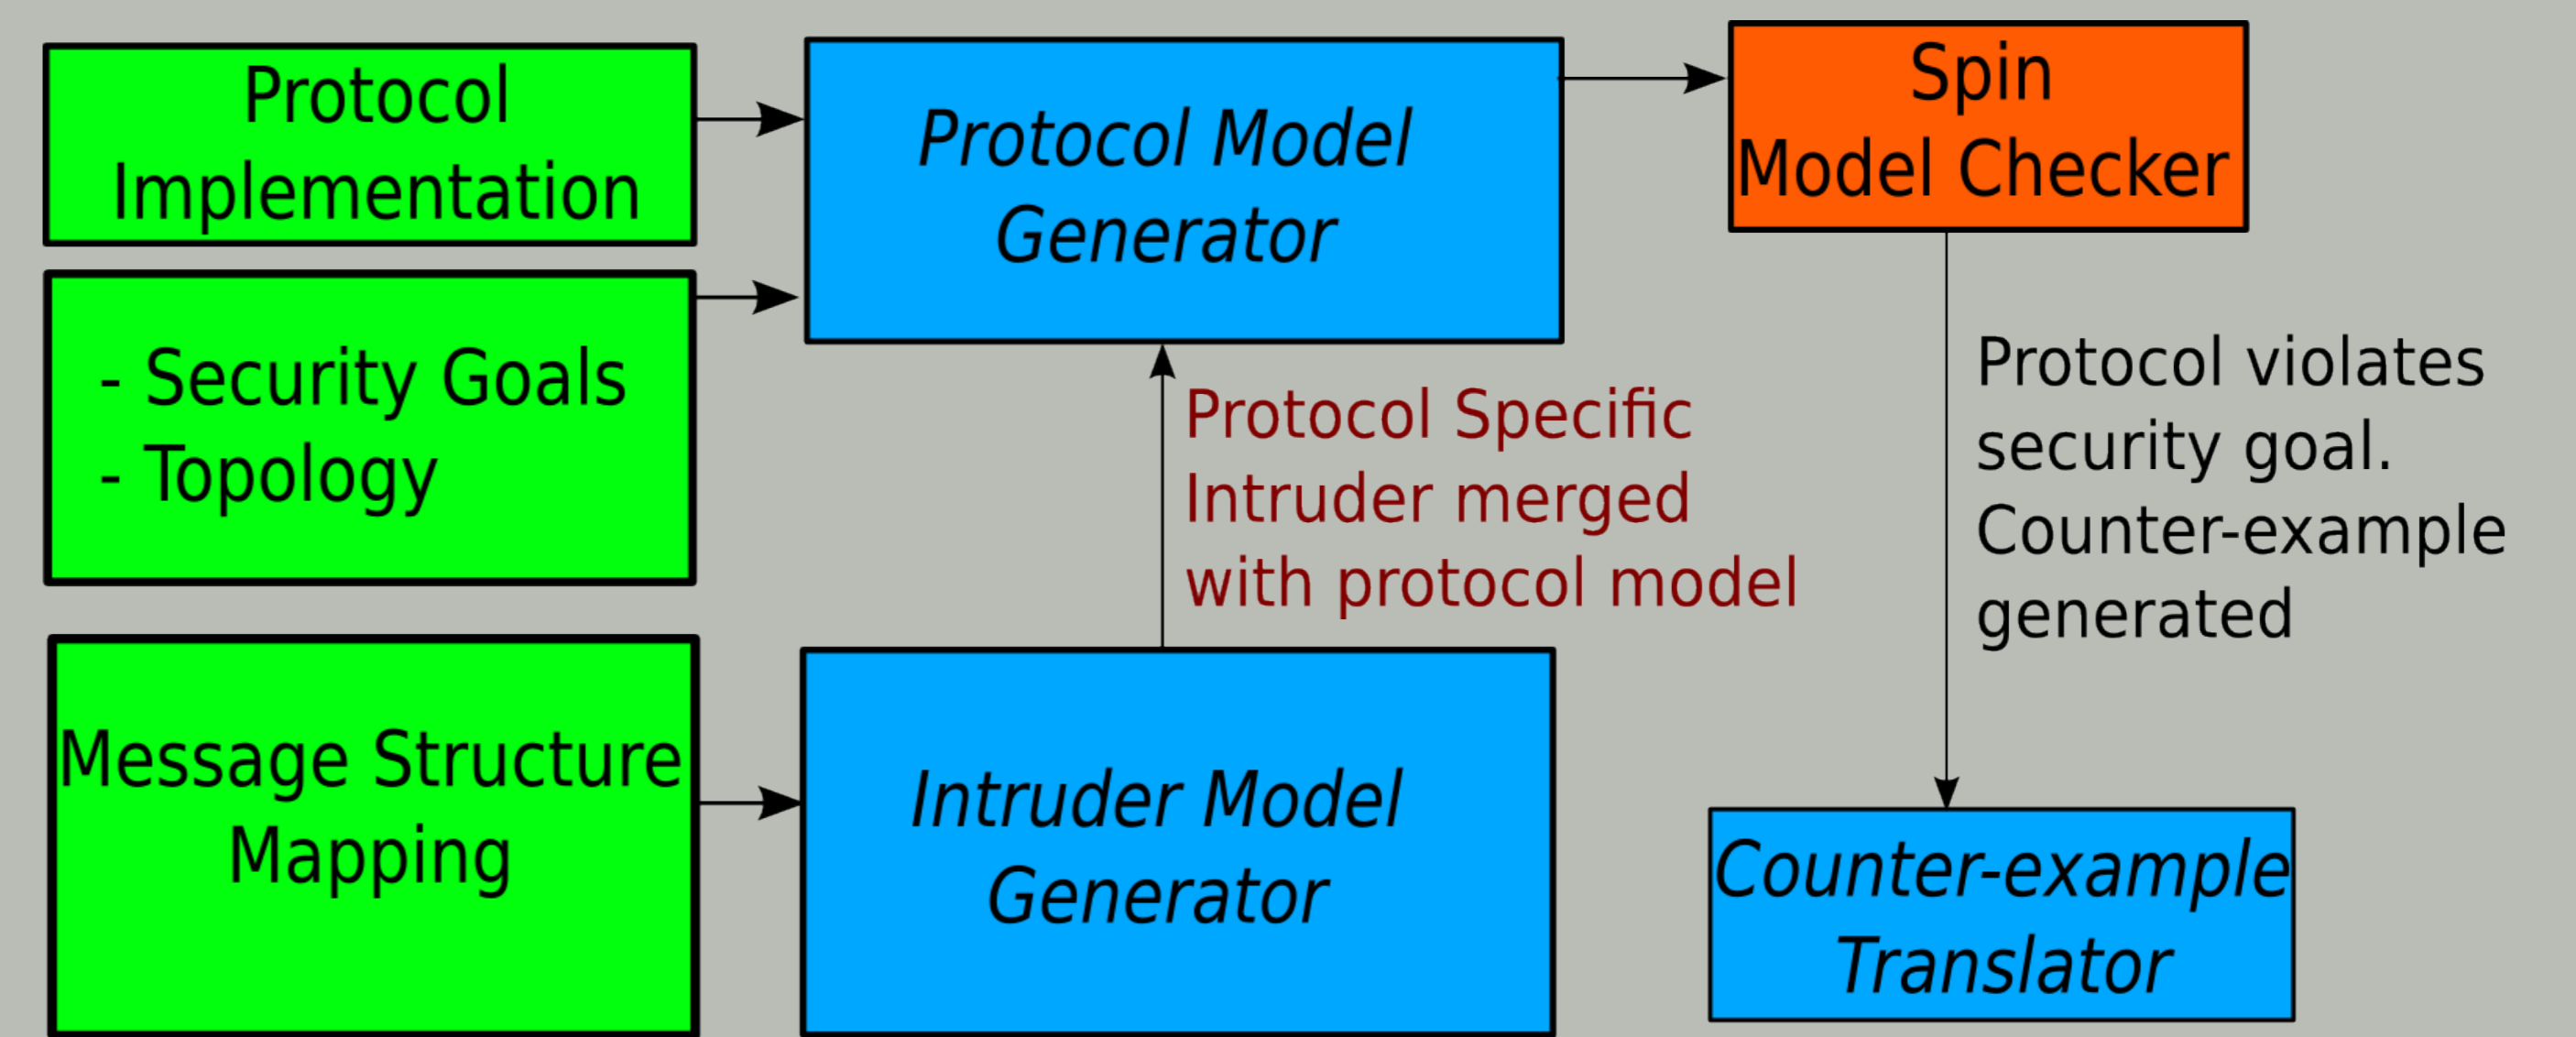 Protocol
Implementation
- Security Goals
- Topology
Message Structure
Mapping
Protocol Model
Generator
Protocol Specific
Intruder merged
with protocol model
Intruder Model
Generator
Spin
Model Checker
Protocol violates
security goal.
Counter-example
generated
Counter-example
Translator